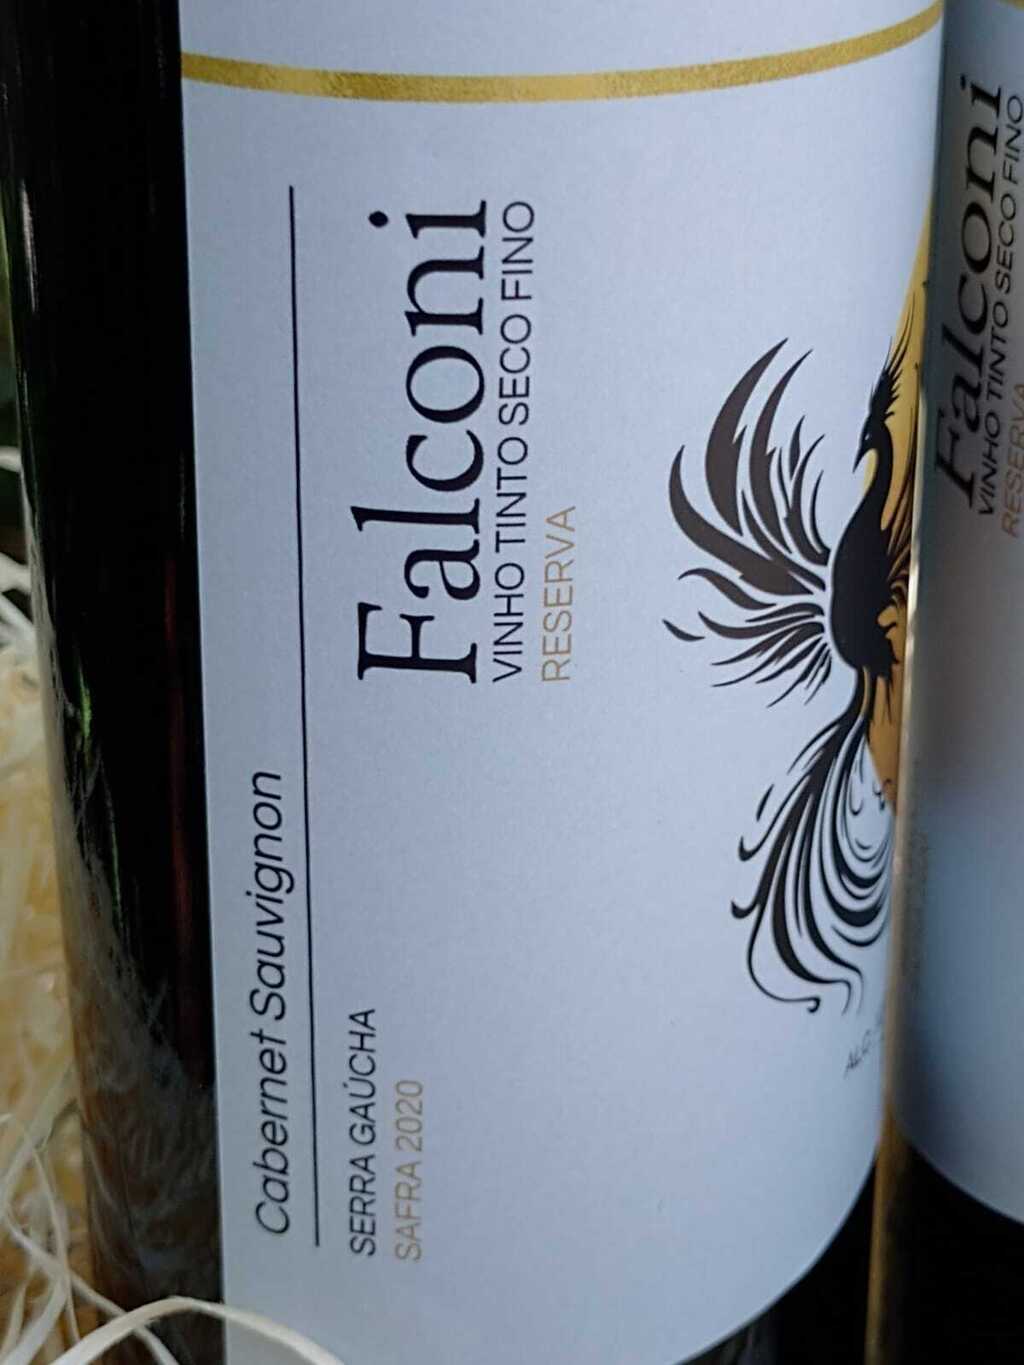 Cabernet Sauvignon
SERRA GAÚCHA
SAFRA 2020
Falconi
VINHO TINTO SECO FINO
RESERVA
Falconi
VINHO TINTO SECO FINO
RESERVA